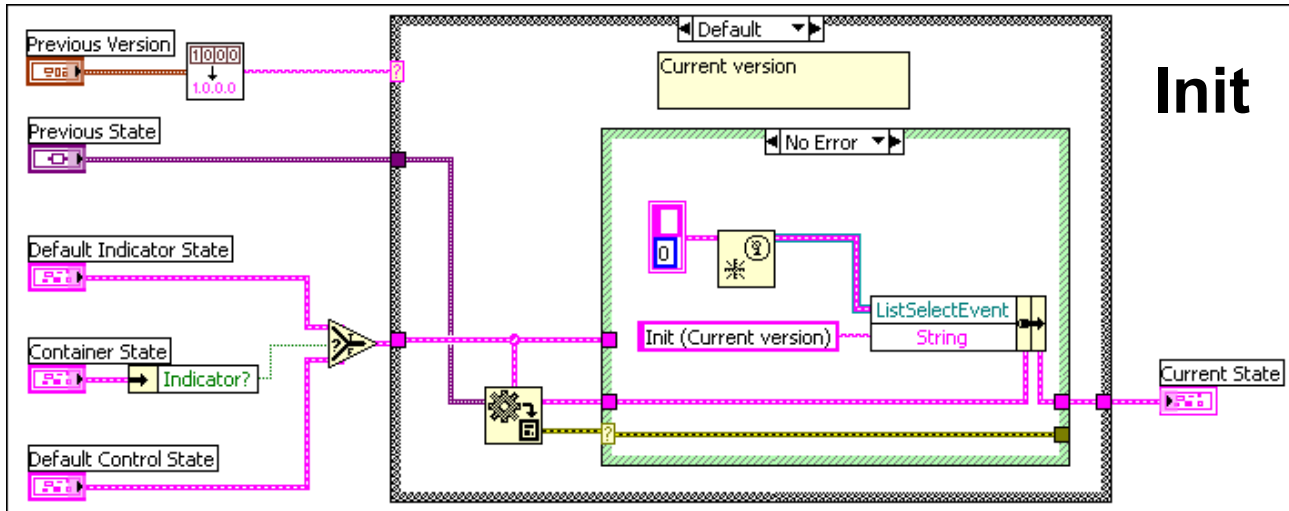 Default
Previous Version
1000
1.0.0.0
?
Current version
Init
Previous State
No Error
Default Indicator State
0
ListSelectEvent
Init (Current version)
String
Container State
Indicator?
?
F
Current State
?
Default Control State